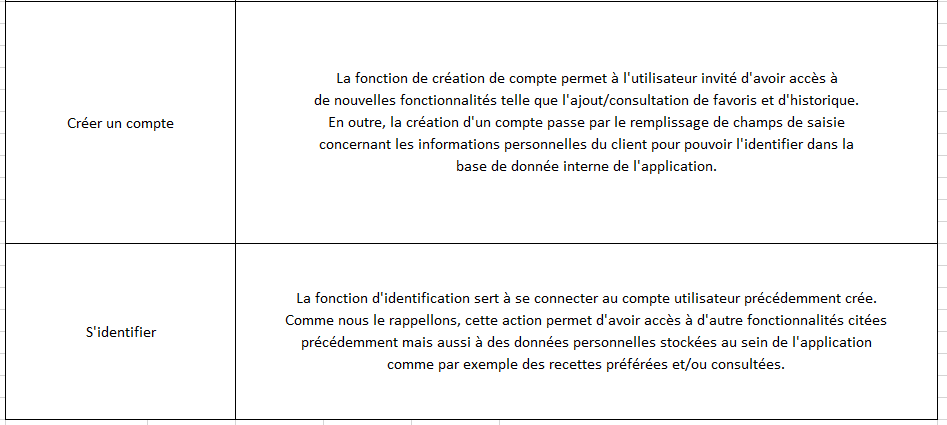 Créer un compte
La fonction de création de compte permet à l'utilisateur invité d'avoir accès à
de nouvelles fonctionnalités telle que l'ajout/consultation de favoris et d'historique.
En outre, la création d'un compte passe par le remplissage de champs de saisie
concernant les informations personnelles du client pour pouvoir l'identifier dans la
base de donnée interne de l'application.
S'identifier
La fonction d'identification sert à se connecter au compte utilisateur précédemment crée.
Comme nous le rappellons, cette action permet d'avoir accès à d'autre fonctionnalités citées
précédemment mais aussi à des données personnelles stockées au sein de l'application
comme par exemple des recettes préférées et/ou consultées.